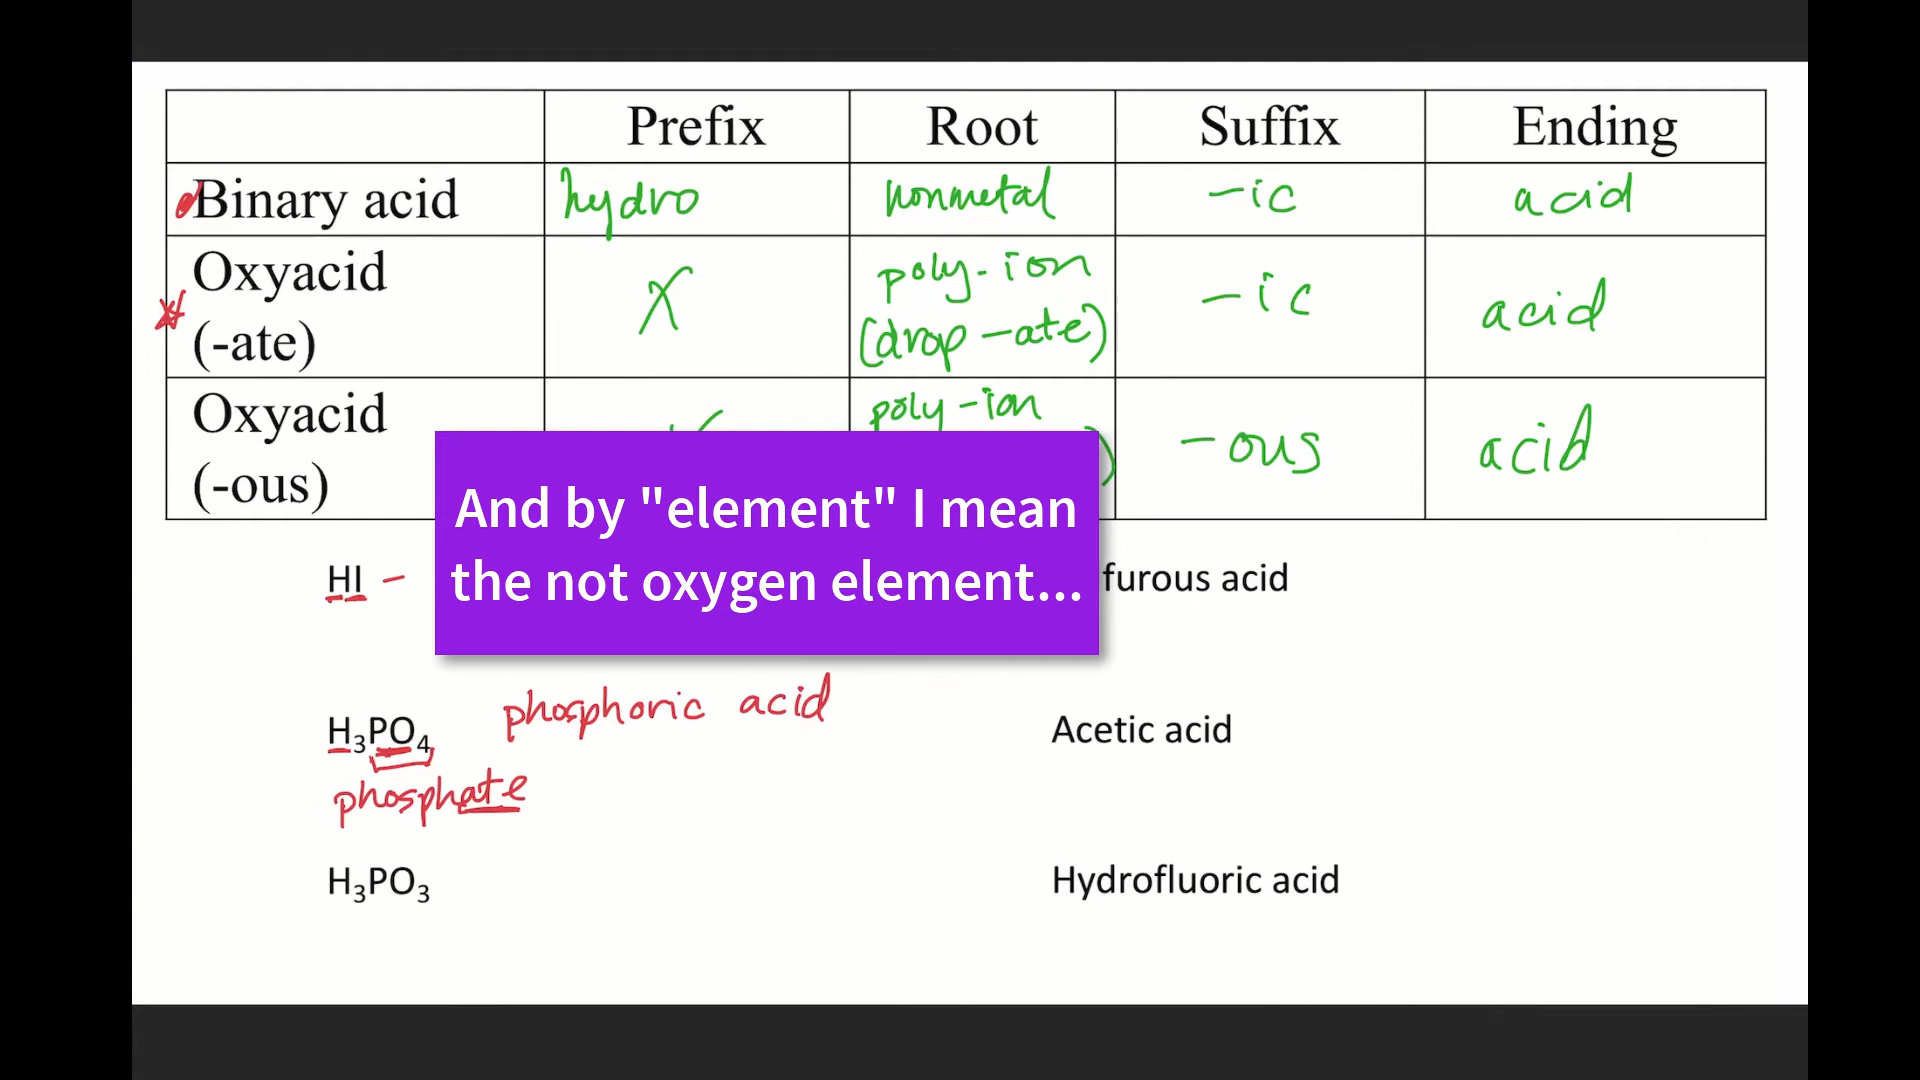 Prefix Root Suffix Ending
Binary acid hydro nonmetal -ic acid
Oxyacid
(-ate) X poly-ion
(drop -ate) -ic acid
Oxyacid
(-ous) poly-ion
) -ous acid
And by "element" I mean
the not oxygen element...
HI -
furous acid
H₃PO₄ phosphoric acid
phosphate
Acetic acid
H₃PO₃
Hydrofluoric acid